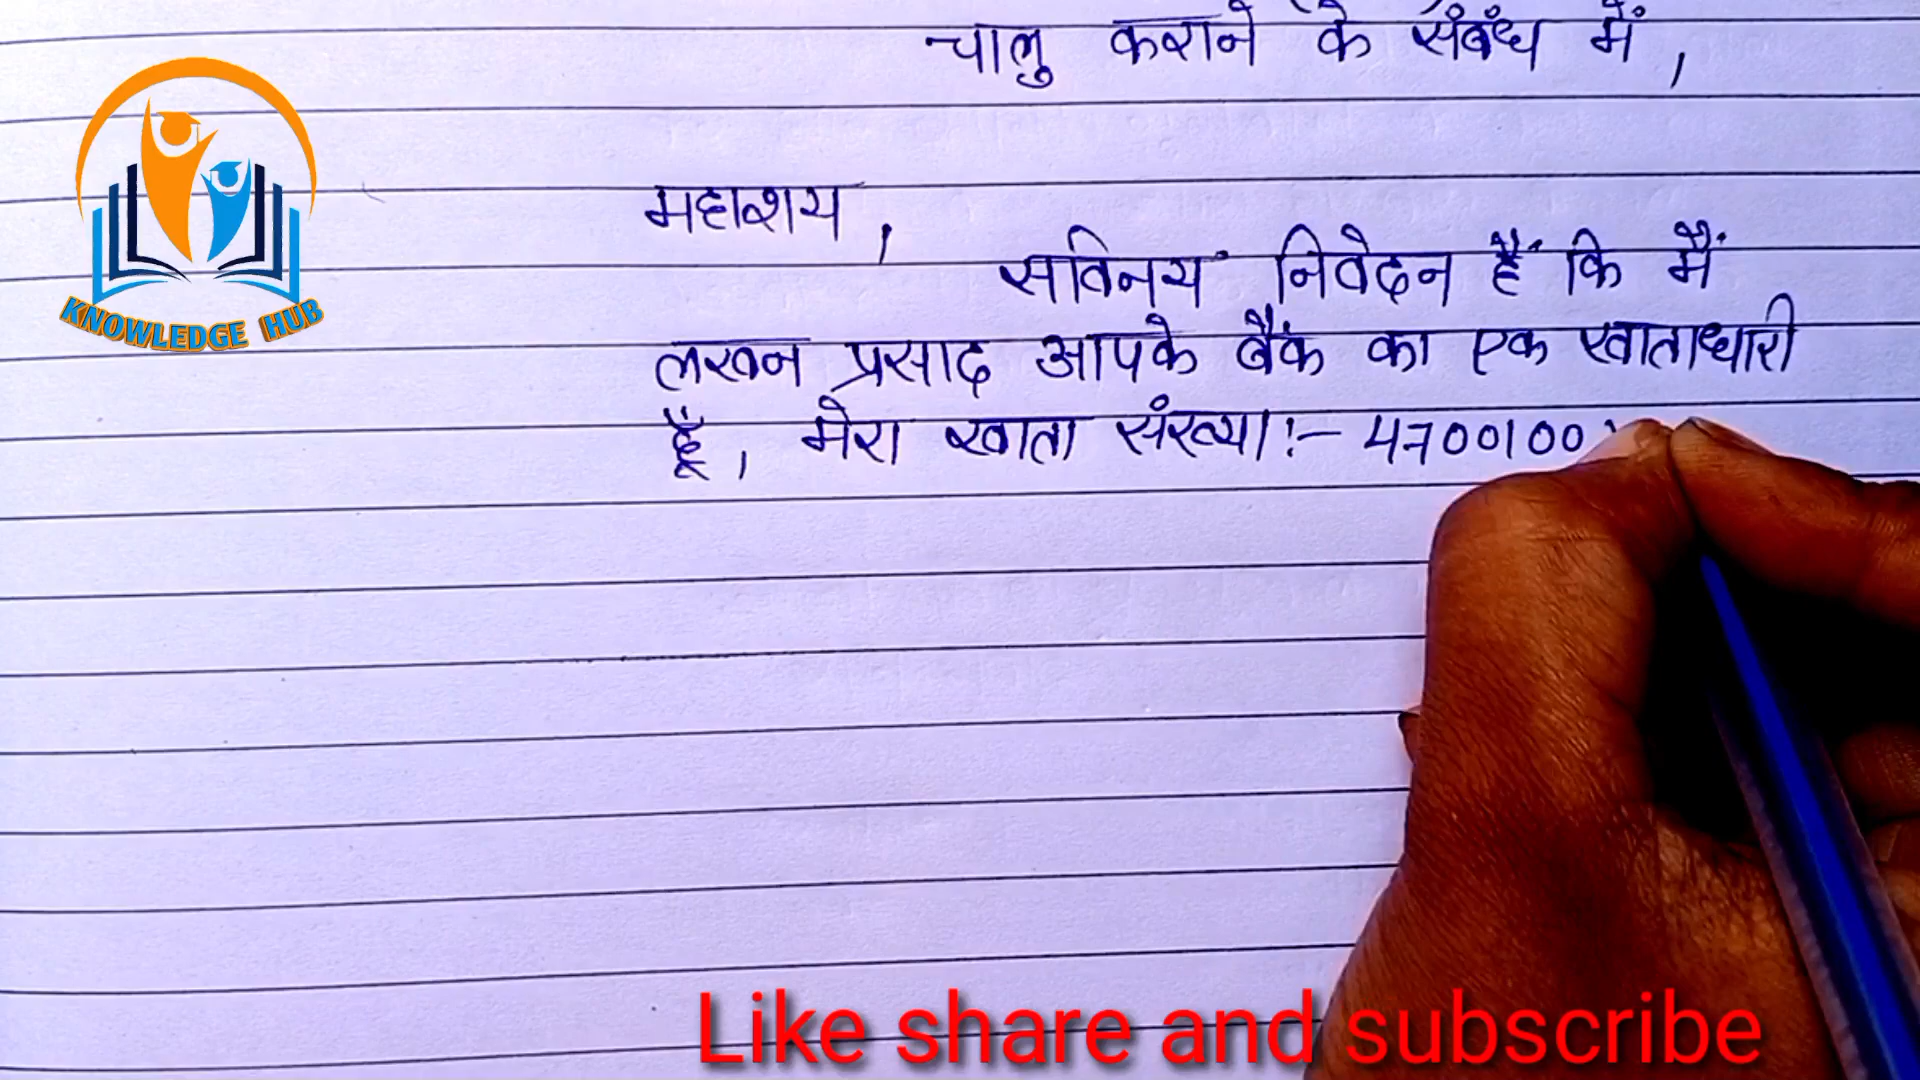 चालु कराने के संबंध में,
महाशय,
सविनय निवेदन हैं कि मैं
लखन प्रसाद आपके बैंक का एक खाताधारी
हूँ, मेरा खाता संख्या:- 4700100
KNOWLEDGE HUB
Like share and subscribe